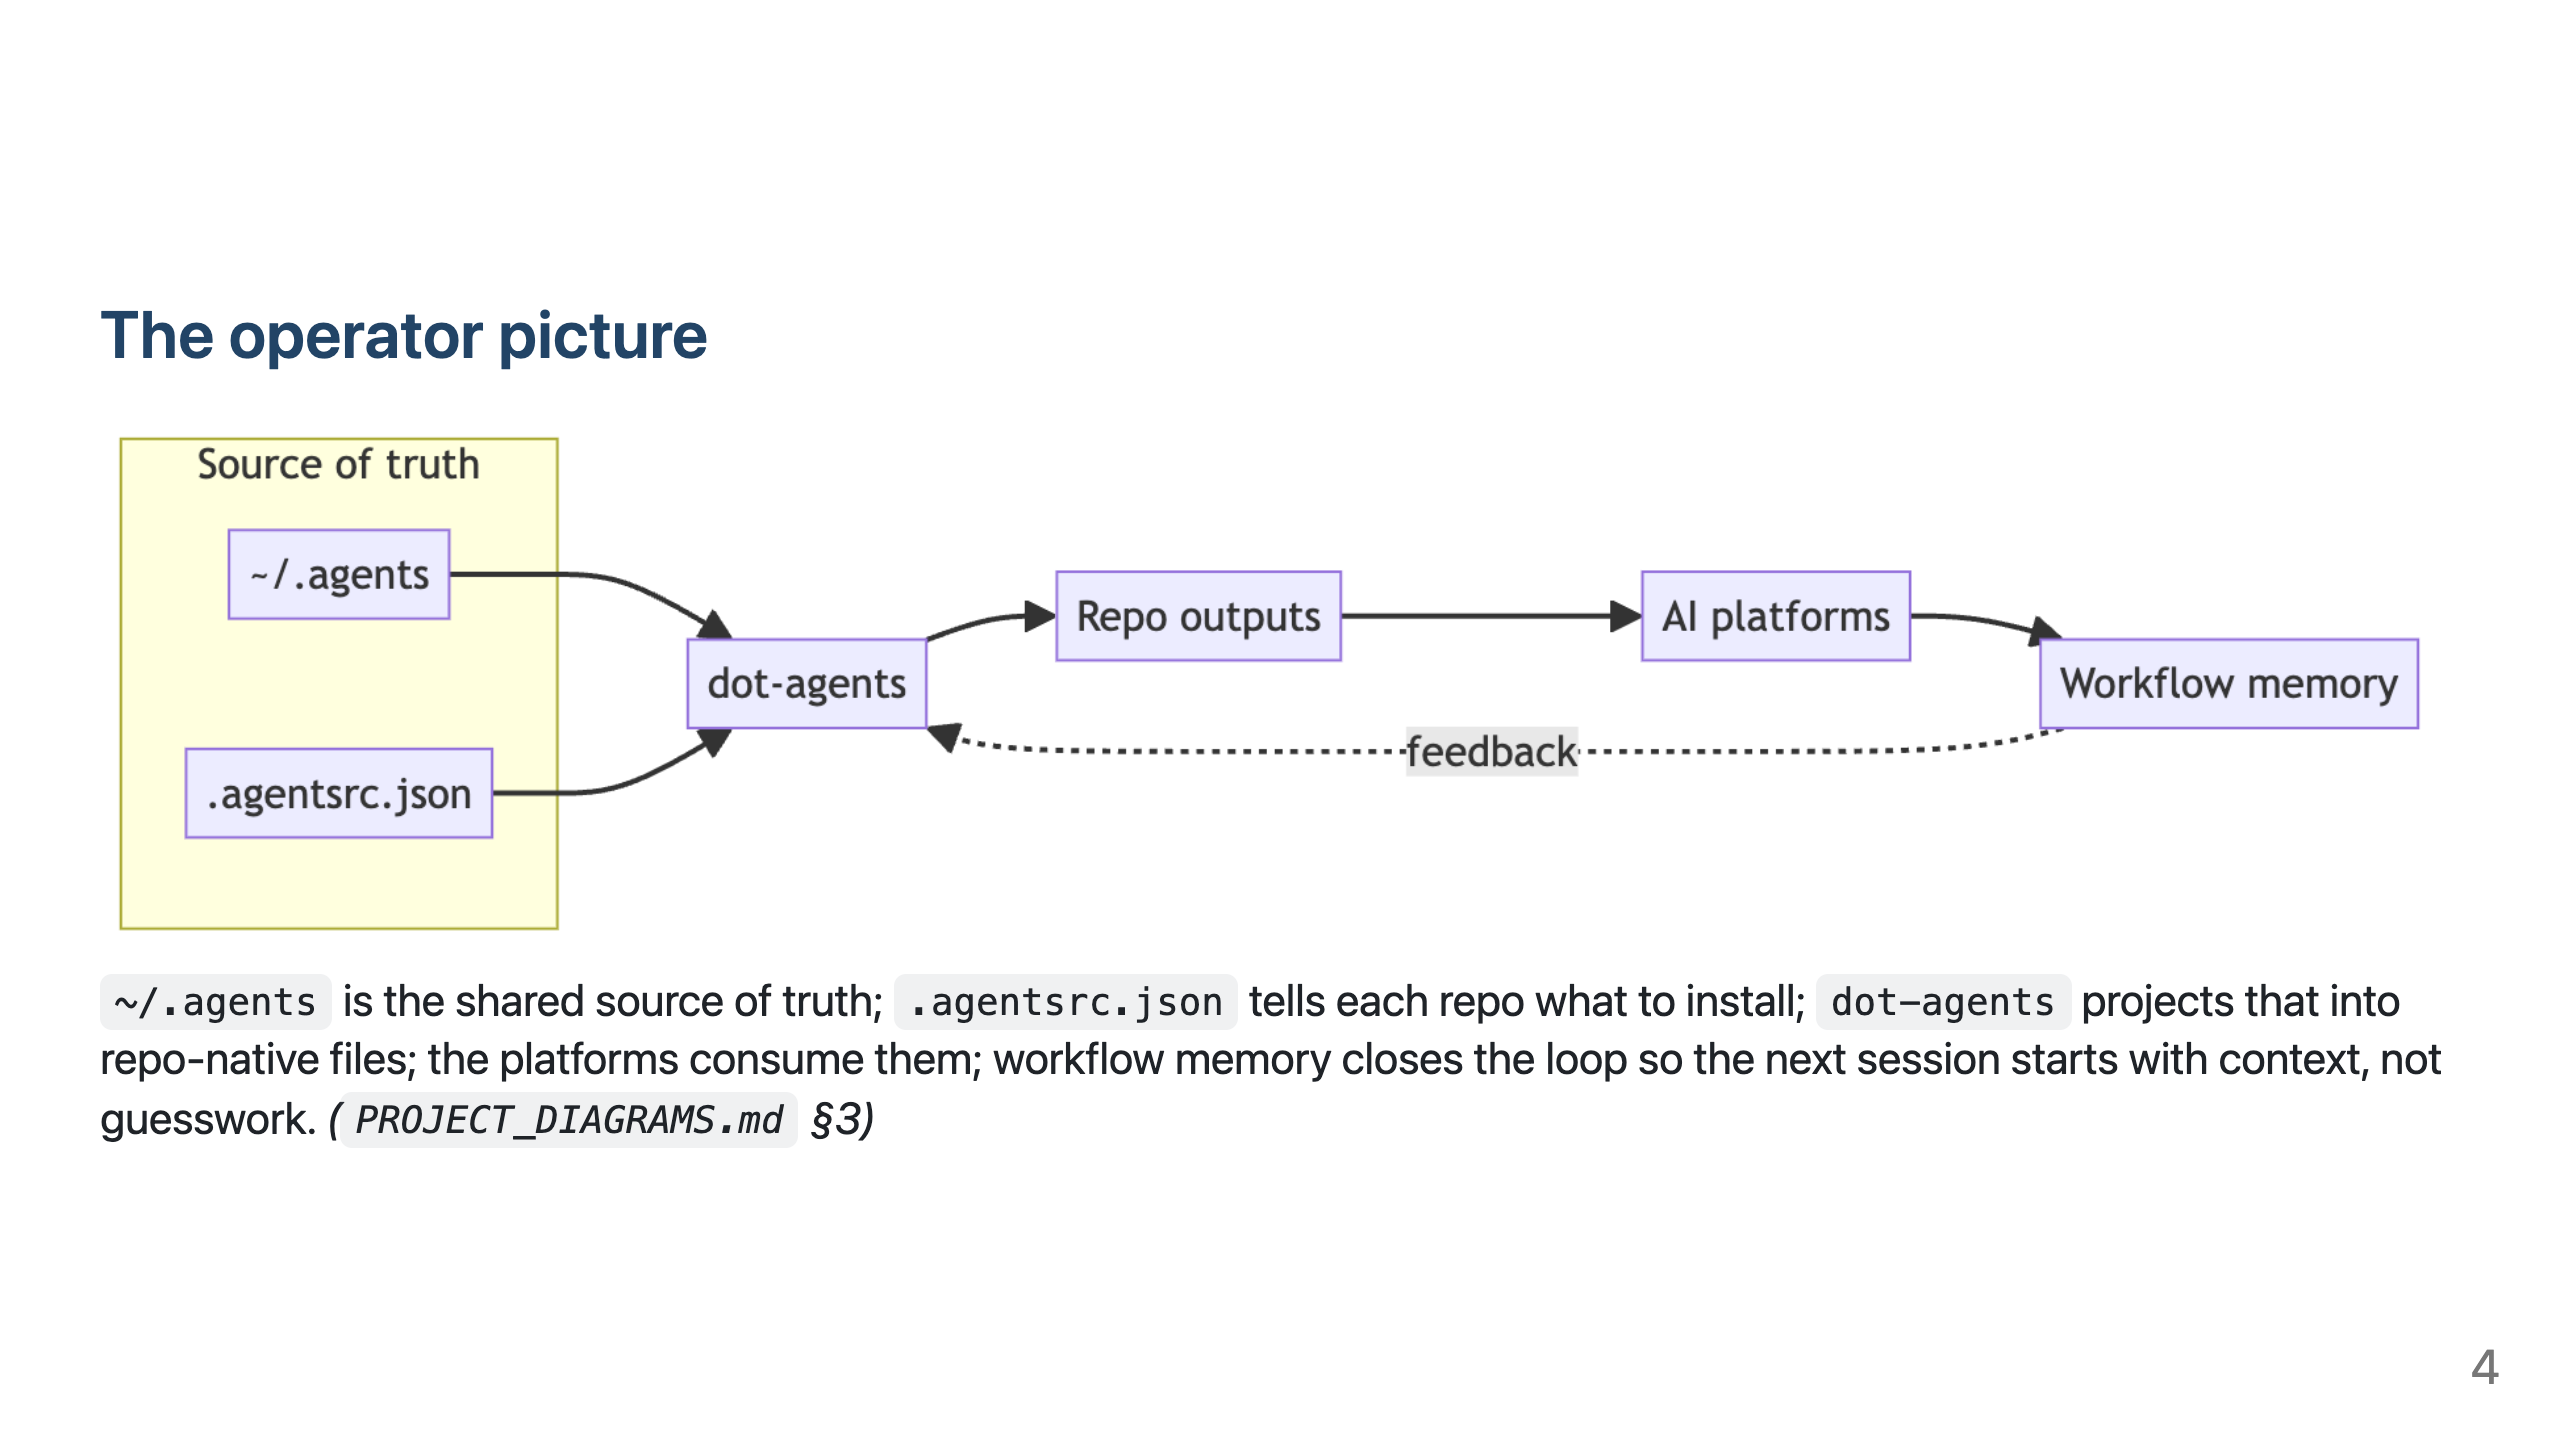 The operator picture
Source of truth
~/.agents
.agentsrc.json
dot-agents
Repo outputs
AI platforms
Workflow memory
feedback
~/.agents is the shared source of truth; .agentsrc.json tells each repo what to install; dot-agents projects that into
repo-native files; the platforms consume them; workflow memory closes the loop so the next session starts with context, not
guesswork. (PROJECT_DIAGRAMS.md §3)
4